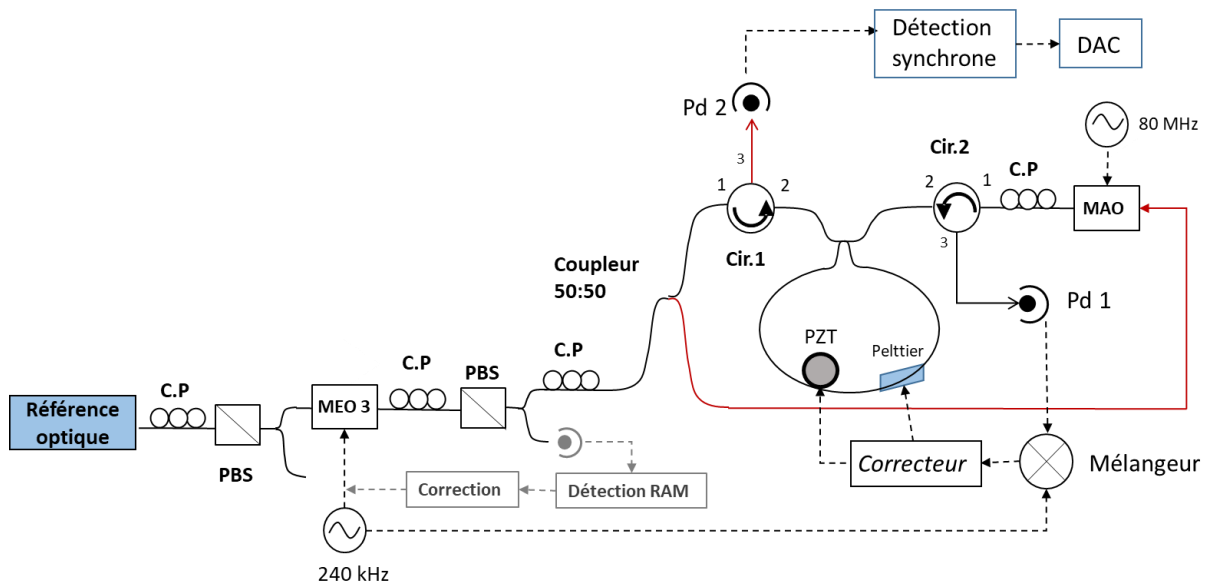 Détection
synchrone
DAC
Pd 2
80 MHz
Cir.2
3
C.P
1
2
2
1
MAO
Cir.1
3
Coupleur
50:50
Pd 1
PZT
Pelttier
C.P
C.P
PBS
C.P
MEO 3
Référence
optique
PBS
Correcteur
Mélangeur
Correction
Détection RAM
240 kHz